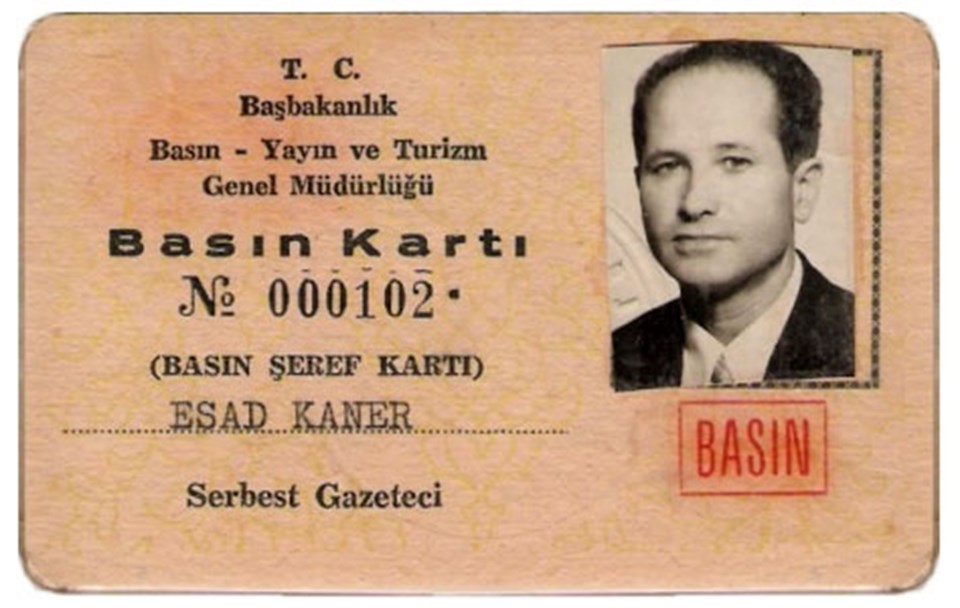 T. C.
Başbakanlık
Basın - Yayın ve Turizm
Genel Müdürlüğü
Basın Kartı
№ 000102
(BASIN ŞEREF KARTI)
ESAD KANER
Serbest Gazeteci
BASIN